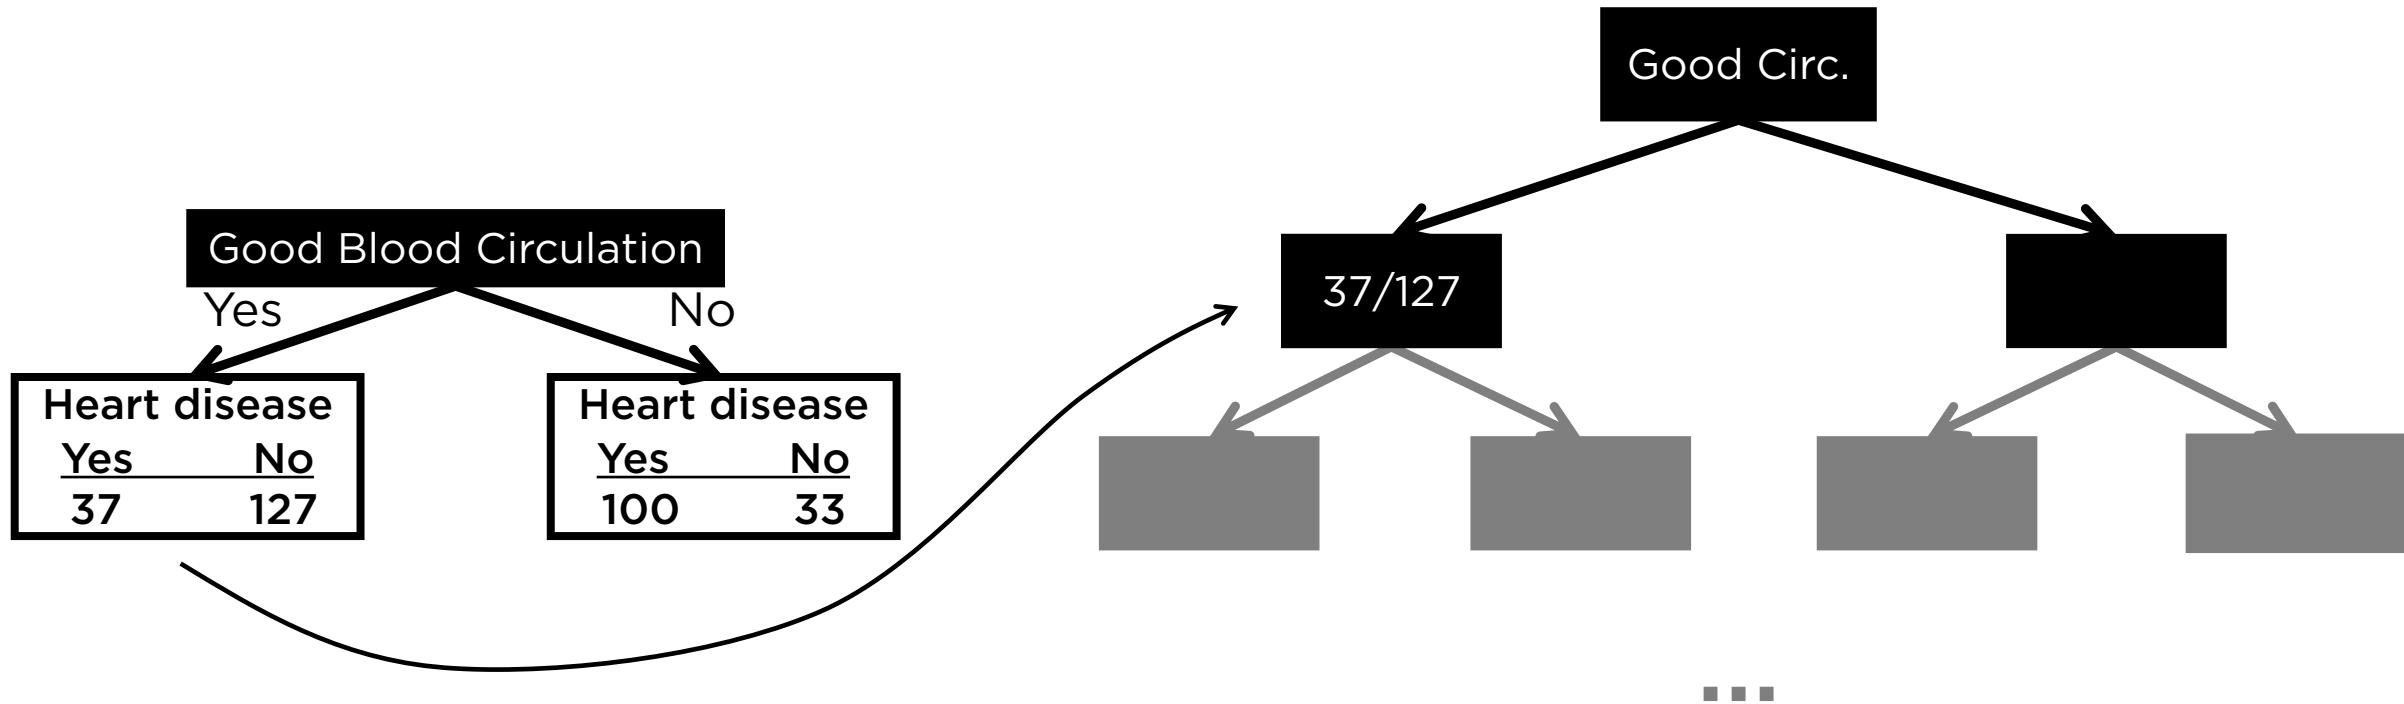 Good Circ.
Good Blood Circulation
Yes No
37/127
Heart disease
Yes No
37 127
Heart disease
Yes No
100 33
...